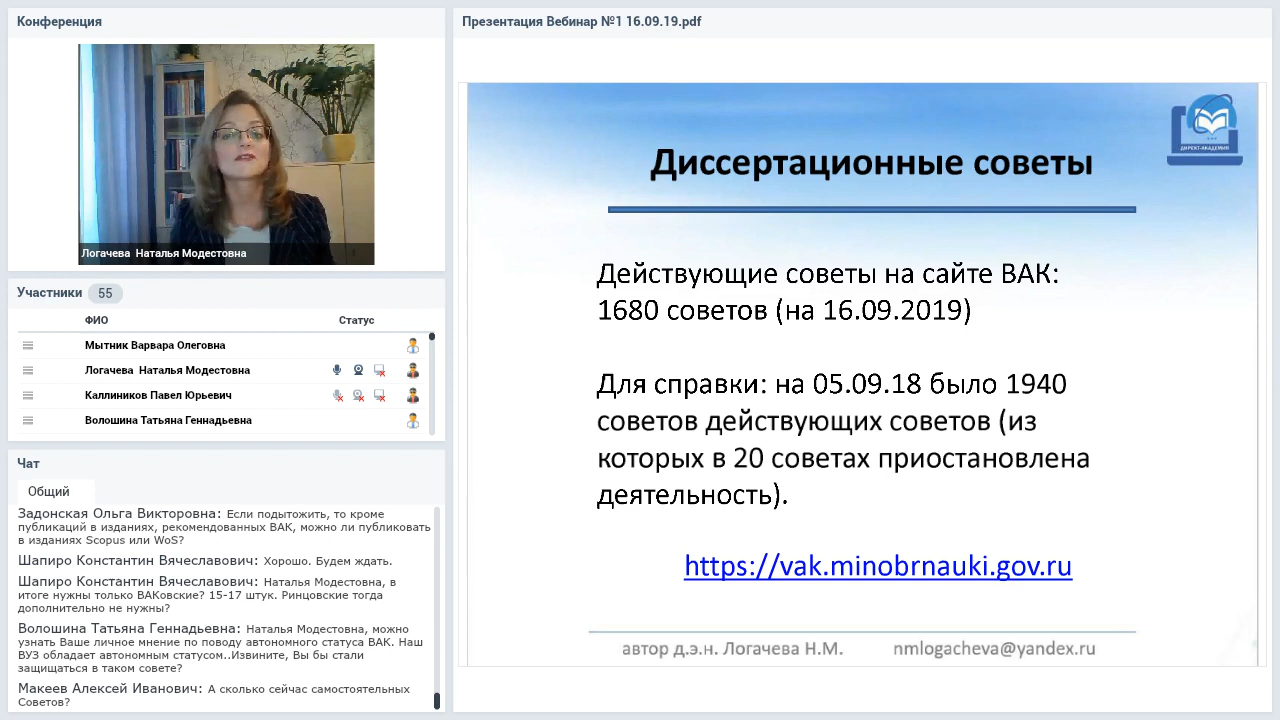 Конференция
Логачева Наталья Модестовна
Участники 55
ФИО Статус
Мытник Варвара Олеговна
Логачева Наталья Модестовна
Каллиников Павел Юрьевич
Волошина Татьяна Геннадьевна
Чат
Общий
Задонская Ольга Викторовна: Если подытожить, то кроме
публикаций в изданиях, рекомендованных ВАК, можно ли публиковать
в изданиях Scopus или WoS?
Шапиро Константин Вячеславович: Хорошо. Будем ждать.
Шапиро Константин Вячеславович: Наталья Модестовна, в
итоге нужны только ВАКовские? 15-17 штук. Ринцовские тогда
дополнительно не нужны?
Волошина Татьяна Геннадьевна: Наталья Модестовна, можно
узнать Ваше личное мнение по поводу автономного статуса ВАК. Наш
ВУЗ обладает автономным статусом..Извините, Вы бы стали
защищаться в таком совете?
Макеев Алексей Иванович: А сколько сейчас самостоятельных
Советов?
Презентация Вебинар №1 16.09.19.pdf
ДИРЕКТ-АКАДЕМИЯ
Диссертационные советы
Действующие советы на сайте ВАК:
1680 советов (на 16.09.2019)
Для справки: на 05.09.18 было 1940
советов действующих советов (из
которых в 20 советах приостановлена
деятельность).
https://vak.minobrnauki.gov.ru
автор д.э.н. Логачева Н.М. nmlogacheva@yandex.ru